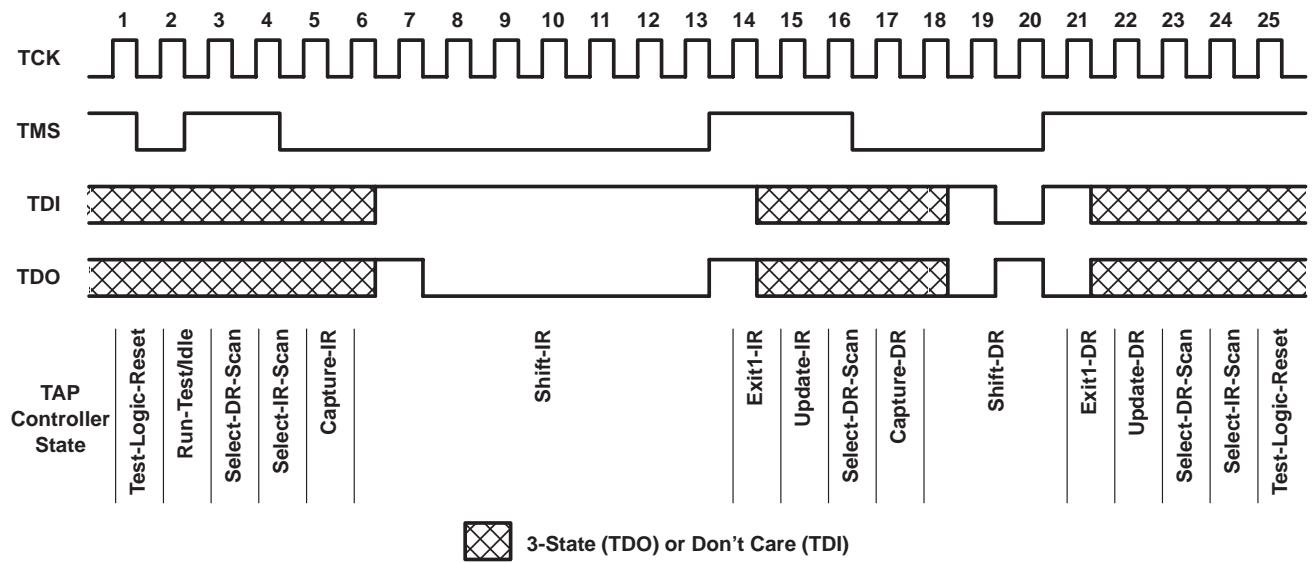 1 2 3 4 5 6 7 8 9 10 11 12 13 14 15 16 17 18 19 20 21 22 23 24 25
TCK
TMS
TDI
TDO
TAP
Controller
State
Test-Logic-Reset
Run-Test/Idle
Select-DR-Scan
Select-IR-Scan
Capture-IR
Shift-IR
Exit1-IR
Update-IR
Select-DR-Scan
Capture-DR
Shift-DR
Exit1-DR
Update-DR
Select-DR-Scan
Select-IR-Scan
Test-Logic-Reset
3-State (TDO) or Don't Care (TDI)